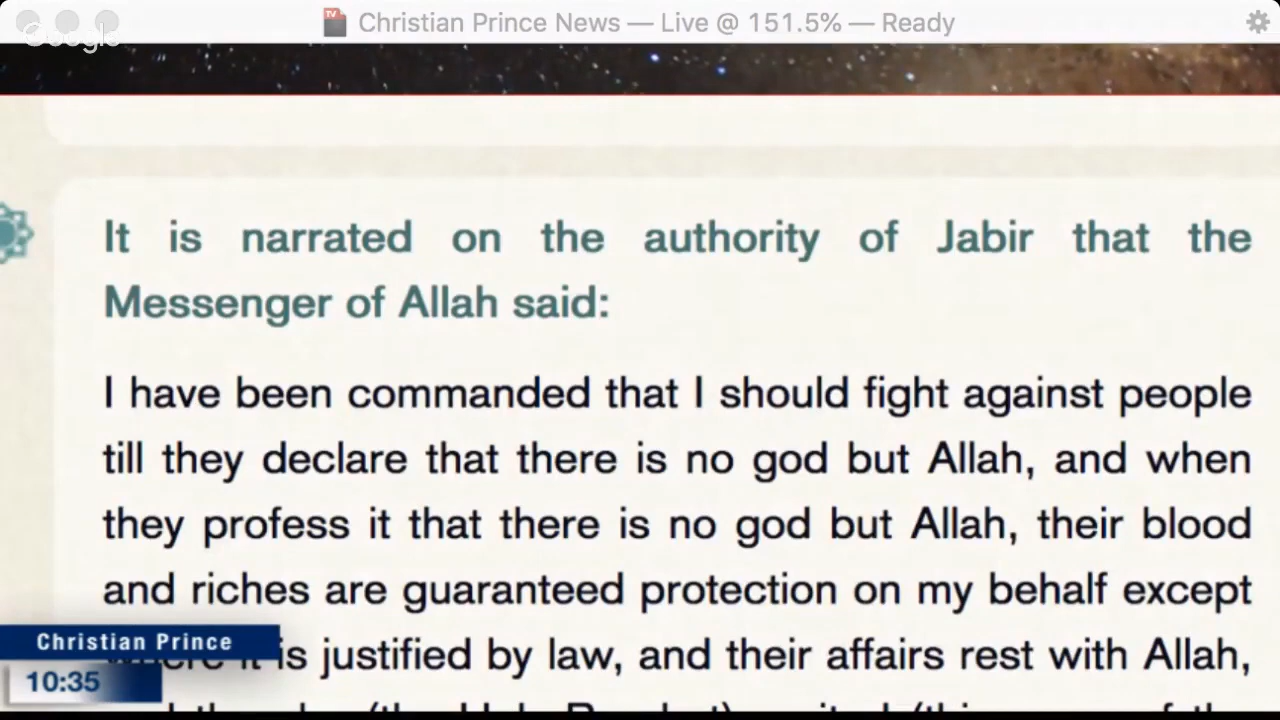 Christian Prince News — Live @ 151.5% — Ready
Google
It is narrated on the authority of Jabir that the
Messenger of Allah said:
I have been commanded that I should fight against people
till they declare that there is no god but Allah, and when
they profess it that there is no god but Allah, their blood
and riches are guaranteed protection on my behalf except
is justified by law, and their affairs rest with Allah,
Christian Prince
10:35